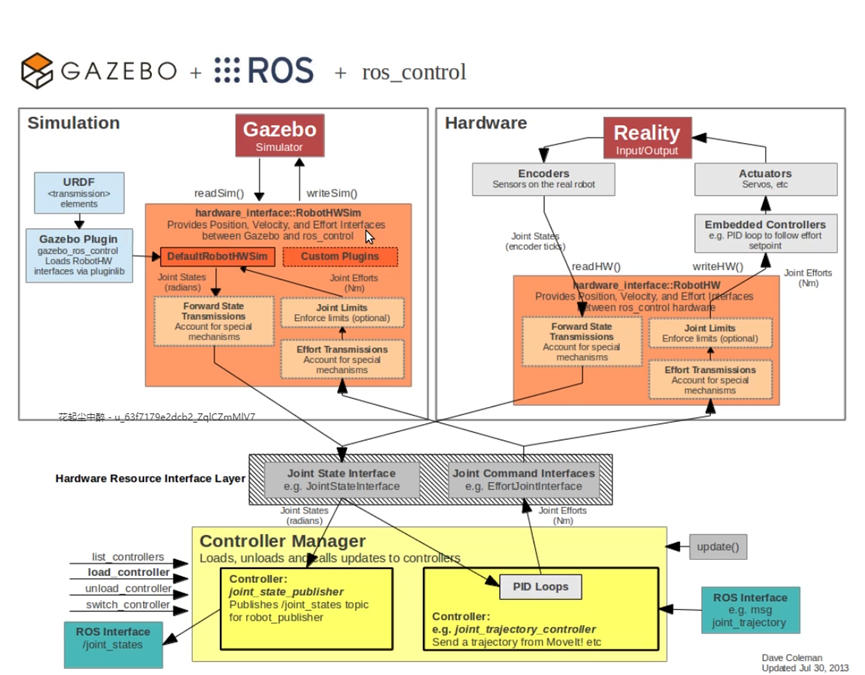 GAZEBO + ROS + ros_control
Simulation
Gazebo
Simulator
URDF
<transmission>
elements
Gazebo Plugin
gazebo_ros_control
Loads RobotHW
interfaces via pluginlib
readSim()
writeSim()
hardware_interface::RobotHWSim
Provides Position, Velocity, and Effort Interfaces
between Gazebo and ros_control
DefaultRobotHWSim
Custom Plugins
Joint States
(radians)
Joint Efforts
(Nm)
Forward State
Transmissions
Account for special
mechanisms
Joint Limits
Enforce limits (optional)
Effort Transmissions
Account for special
mechanisms
花起尘中醉 - u_63f7179e2dcb2_ZqlCZmMlV7
Hardware
Reality
Input/Output
Encoders
Sensors on the real robot
Actuators
Servos, etc
Embedded Controllers
e.g. PID loop to follow effort
setpoint
Joint States
(encoder ticks)
readHW()
writeHW()
Joint Efforts
(Nm)
hardware_interface::RobotHW
Provides Position, Velocity, and Effort Interfaces
between ros_control hardware
Forward State
Transmissions
Account for special
mechanisms
Joint Limits
Enforce limits (optional)
Effort Transmissions
Account for special
mechanisms
Hardware Resource Interface Layer
Joint State Interface
e.g. JointStateInterface
Joint Command Interfaces
e.g. EffortJointInterface
Joint States
(radians)
Joint Efforts
(Nm)
Controller Manager
Loads, unloads and calls updates to controllers
update()
list_controllers
load_controller
unload_controller
switch_controller
Controller:
joint_state_publisher
Publishes /joint_states topic
for robot_publisher
PID Loops
Controller:
e.g. joint_trajectory_controller
Send a trajectory from MoveIt! etc
ROS Interface
/joint_states
ROS Interface
e.g. msg
joint_trajectory
Dave Coleman
Updated Jul 30, 2013